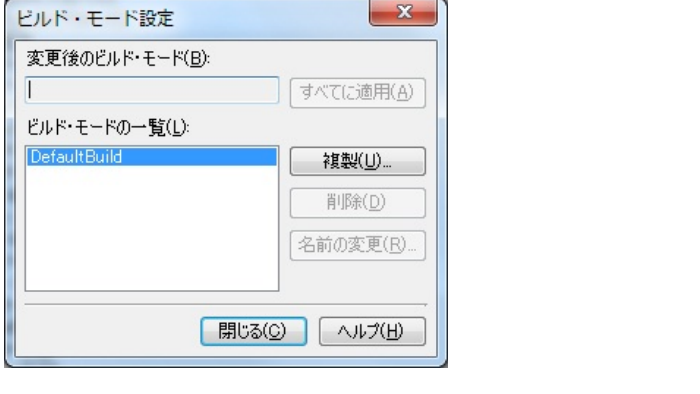 ビルド・モード設定
変更後のビルド・モード(B):
すべてに適用(A)
ビルド・モードの一覧(L):
DefaultBuild
複製(U)...
削除(D)
名前の変更(R)...
閉じる(C)
ヘルプ(H)